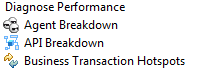 Diagnose Performance
Agent Breakdown
API Breakdown
Business Transaction Hotspots